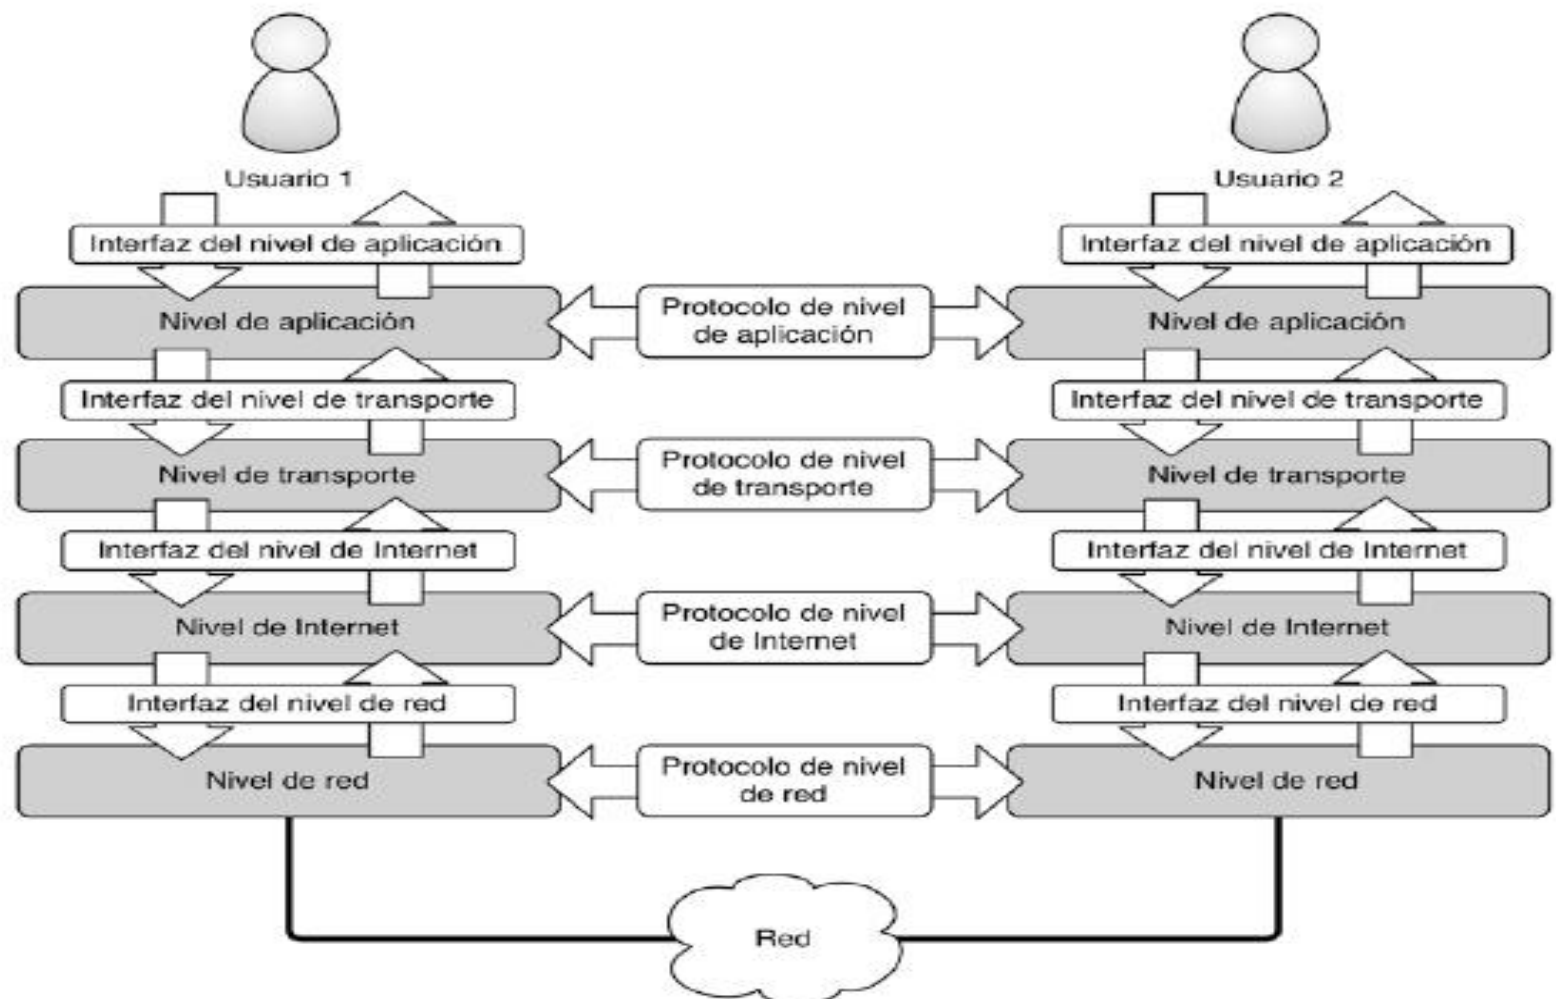 Usuario 1
Usuario 2
Interfaz del nivel de aplicación
Interfaz del nivel de aplicación
Nivel de aplicación
Protocolo de nivel
de aplicación
Nivel de aplicación
Interfaz del nivel de transporte
Interfaz del nivel de transporte
Nivel de transporte
Protocolo de nivel
de transporte
Nivel de transporte
Interfaz del nivel de Internet
Interfaz del nivel de Internet
Nivel de Internet
Protocolo de nivel
de Internet
Nivel de Internet
Interfaz del nivel de red
Interfaz del nivel de red
Nivel de red
Protocolo de nivel
de red
Nivel de red
Red